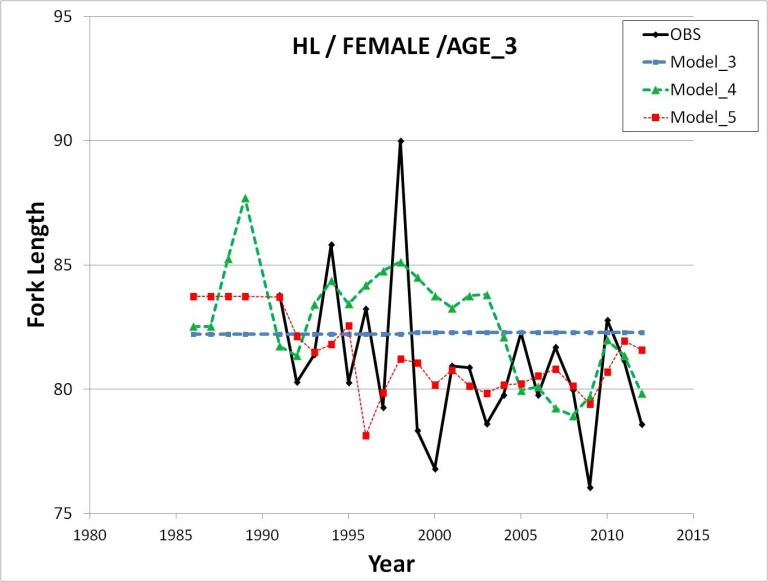 HL / FEMALE /AGE_3
OBS
Model_3
Model_4
Model_5
95
90
85
80
75
Fork Length
1980 1985 1990 1995 2000 2005 2010 2015
Year